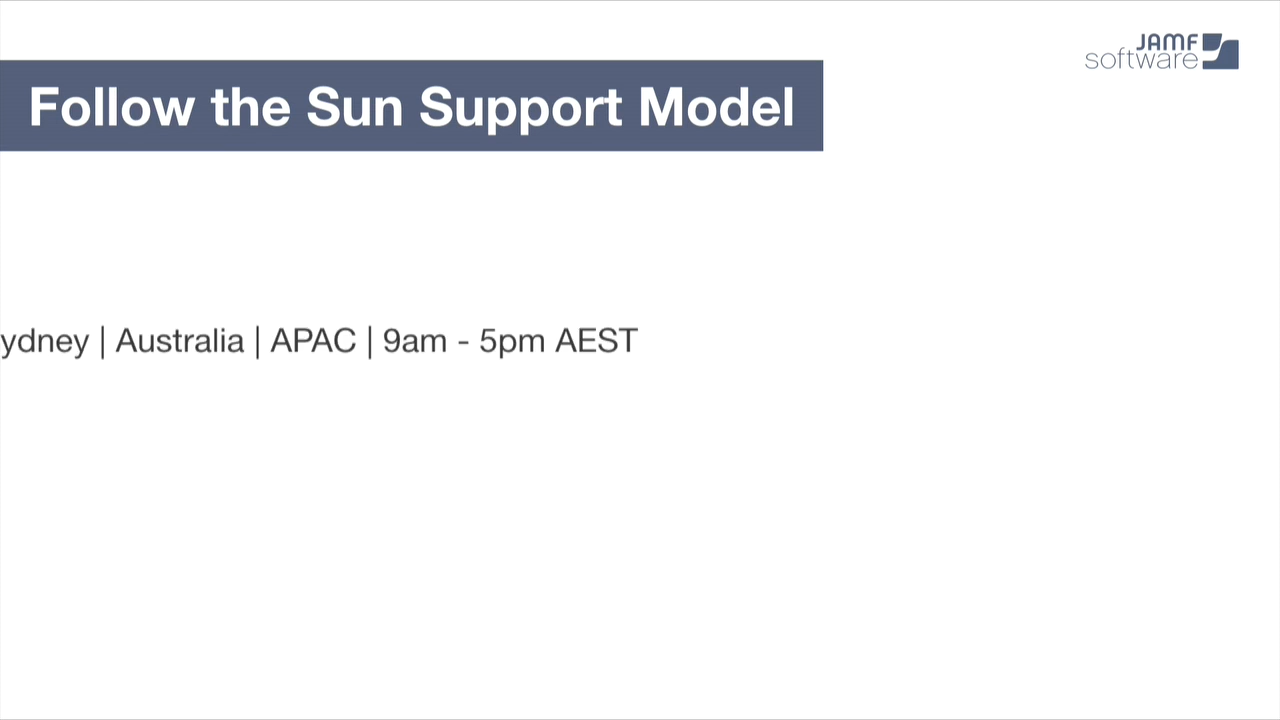 JAMF
software
Follow the Sun Support Model
ydney | Australia | APAC | 9am - 5pm AEST